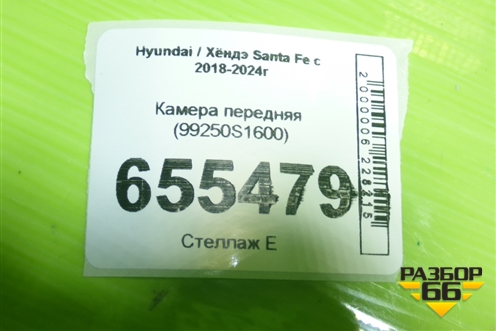 Hyundai / Хёндэ Santa Fe с
2018-2024г
Камера передняя
(99250S1600)
655479
Стеллаж Е
2000006228315
РАЗБОР
66